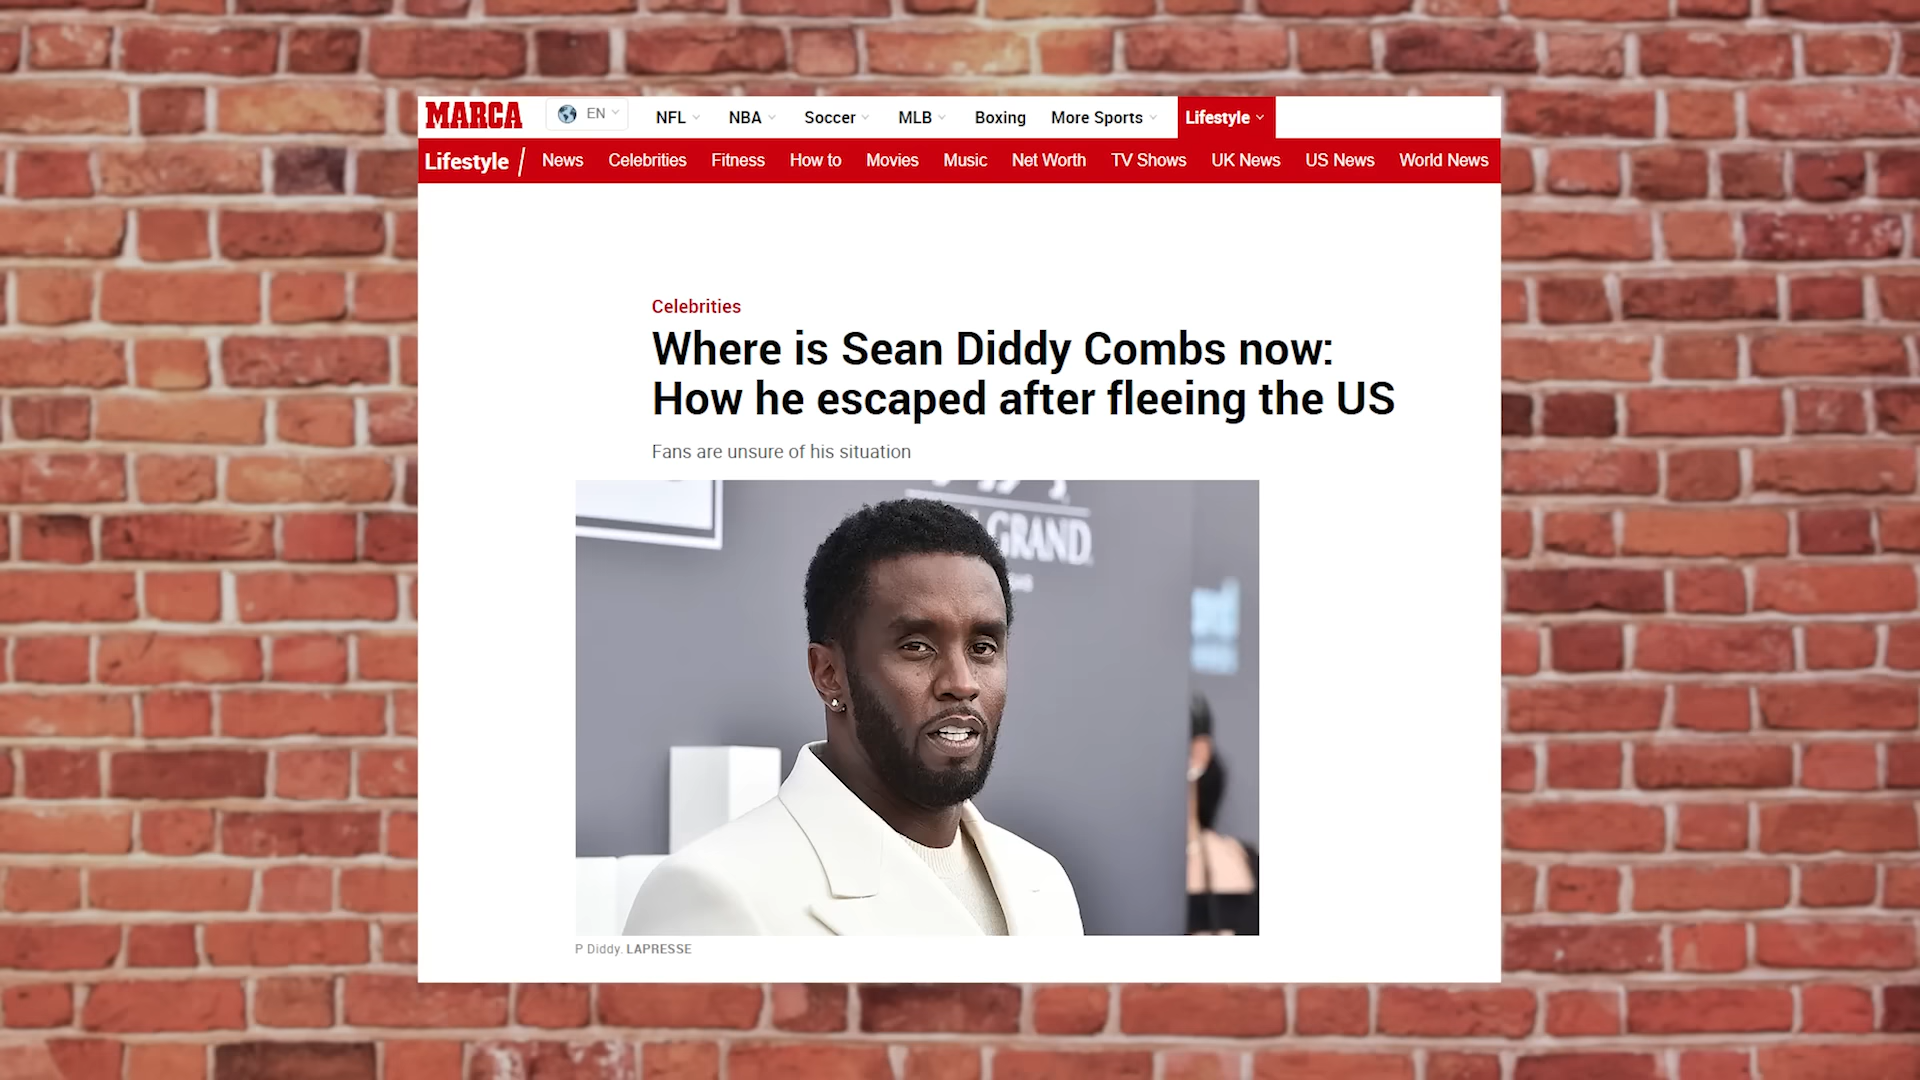 MARCA
EN
NFL
NBA
Soccer
MLB
Boxing
More Sports
Lifestyle
Lifestyle / News Celebrities Fitness How to Movies Music Net Worth TV Shows UK News US News World News
Celebrities
Where is Sean Diddy Combs now:
How he escaped after fleeing the US
Fans are unsure of his situation
GRAND
P Diddy. LAPRESSE